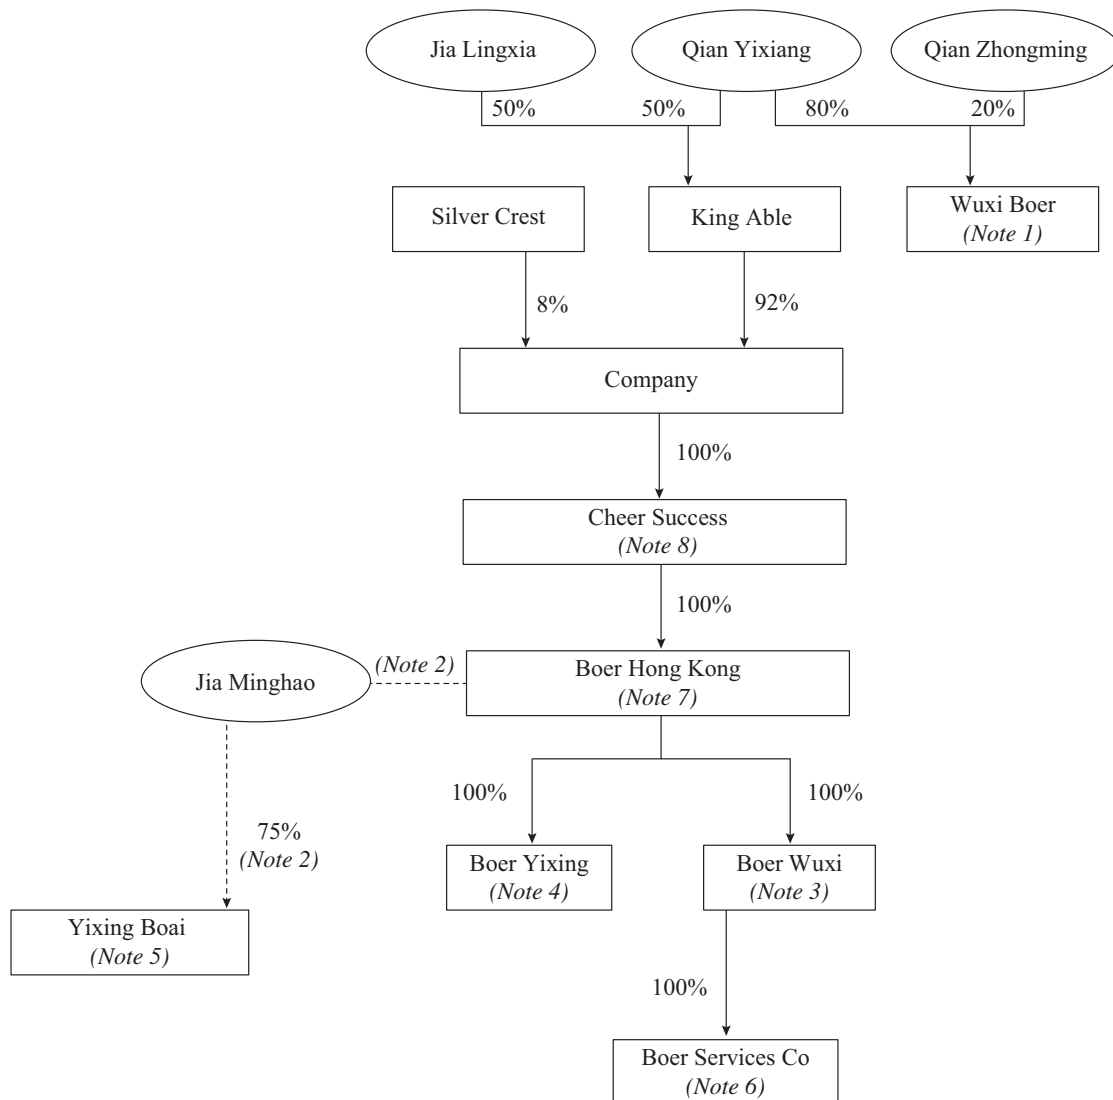 Jia Lingxia
Qian Yixiang
Qian Zhongming
50%
50%
80%
20%
Silver Crest
King Able
Wuxi Boer
(Note 1)
8%
92%
Company
100%
Cheer Success
(Note 8)
100%
Jia Minghao
(Note 2)
Boer Hong Kong
(Note 7)
100%
100%
75%
(Note 2)
Boer Yixing
(Note 4)
Boer Wuxi
(Note 3)
Yixing Boai
(Note 5)
100%
Boer Services Co
(Note 6)